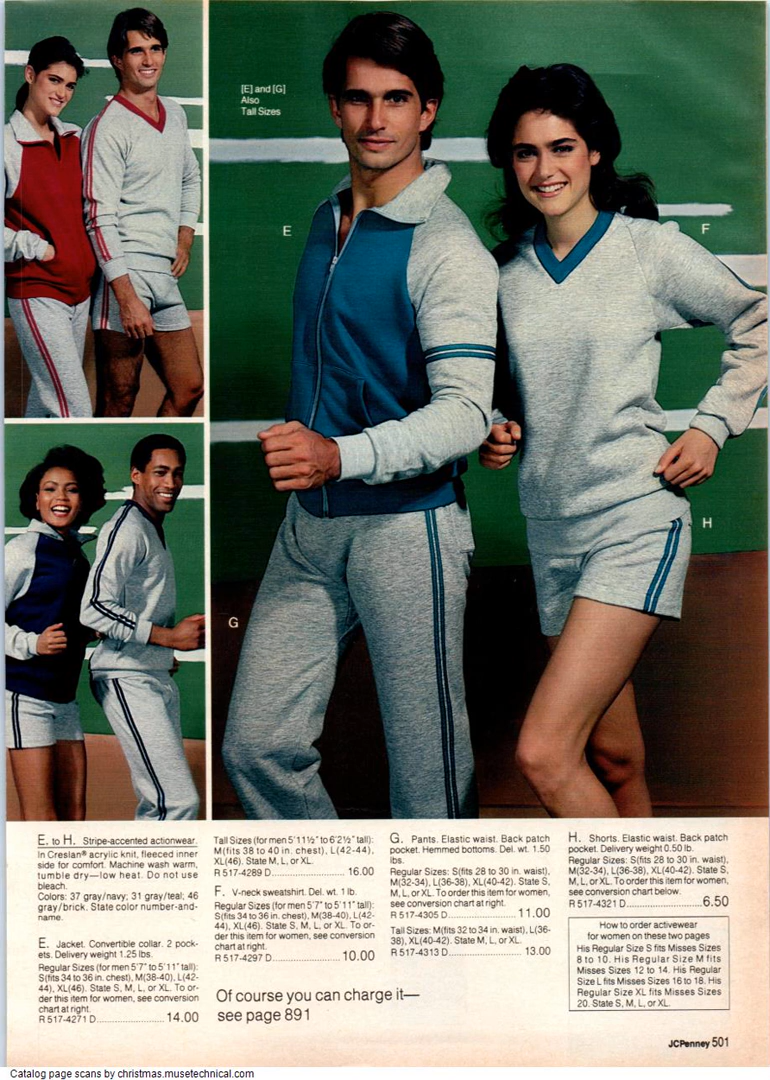 [E] and [G]
Also
Tall Sizes
E
F
G
H
E. to H. Stripe-accented actionwear.
In Creslan® acrylic knit, fleeced inner
side for comfort. Machine wash warm,
tumble dry—low heat. Do not use
bleach.
Colors: 37 gray/navy; 31 gray/teal; 46
gray/brick. State color number-and-
name.
E. Jacket. Convertible collar. 2 pock-
ets. Delivery weight 1.25 lbs.
Regular Sizes (for men 5'7" to 5'11" tall):
S(fits 34 to 36 in. chest), M(38-40), L(42-
44), XL(46). State S, M, L, or XL. To or-
der this item for women, see conversion
chart at right.
R 517-4271 D........................14.00
Tall Sizes (for men 5'11½" to 6'2½" tall):
M(fits 38 to 40 in. chest), L(42-44),
XL(46). State M, L, or XL.
R 517-4289 D........................16.00
F. V-neck sweatshirt. Del. wt. 1 lb.
Regular Sizes (for men 5'7" to 5'11" tall):
S(fits 34 to 36 in. chest), M(38-40), L(42-
44), XL(46). State S, M, L, or XL. To or-
der this item for women, see conversion
chart at right.
R 517-4297 D........................10.00
Of course you can charge it—
see page 891
G. Pants. Elastic waist. Back patch
pocket. Hemmed bottoms. Del. wt. 1.50
lbs.
Regular Sizes: S(fits 28 to 30 in. waist),
M(32-34), L(36-38), XL(40-42). State S,
M, L, or XL. To order this item for women,
see conversion chart at right.
R 517-4305 D........................11.00
Tall Sizes: M(fits 32 to 34 in. waist), L(36-
38), XL(40-42). State M, L, or XL.
R 517-4313 D........................13.00
H. Shorts. Elastic waist. Back patch
pocket. Delivery weight 0.50 lb.
Regular Sizes: S(fits 28 to 30 in. waist),
M(32-34), L(36-38), XL(40-42). State S,
M, L, or XL. To order this item for women,
see conversion chart below.
R 517-4321 D........................6.50
How to order activewear
for women on these two pages
His Regular Size S fits Misses Sizes
8 to 10. His Regular Size M fits
Misses Sizes 12 to 14. His Regular
Size L fits Misses Sizes 16 to 18. His
Regular Size XL fits Misses Sizes
20. State S, M, L, or XL.
JCPenney 501
Catalog page scans by christmas.musetechnical.com